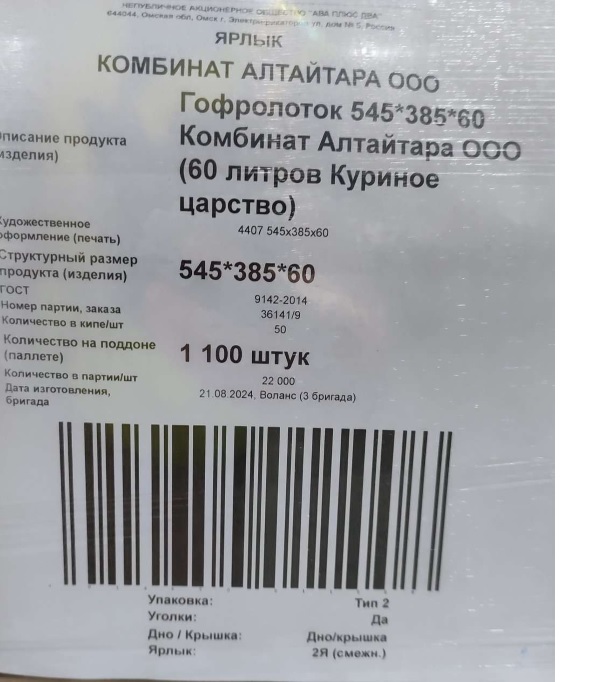 НЕПУБЛИЧНОЕ АКЦИОНЕРНОЕ ОБЩЕСТВО "АВА ПЛЮС ДВА"
644044, Омская обл, Омск г, Электрификаторов ул, дом № 5, Россия
ЯРЛЫК
КОМБИНАТ АЛТАЙТАРА ООО
Гофролоток 545*385*60
писание продукта Комбинат Алтайтара ООО
изделия) (60 литров Куриное
царство)
удожественное
формление (печать) 4407 545х385х60
Структурный размер
продукта (изделия) 545*385*60
ГОСТ 9142-2014
Номер партии, заказа 36141/9
Количество в кипе/шт 50
Количество на поддоне
(паллете) 1 100 штук
Количество в партии/шт 22 000
Дата изготовления, 21.08.2024, Воланс (3 бригада)
бригада
Упаковка: Тип 2
Уголки: Да
Дно / Крышка: Дно/крышка
Ярлык: 2Я (смежн.)